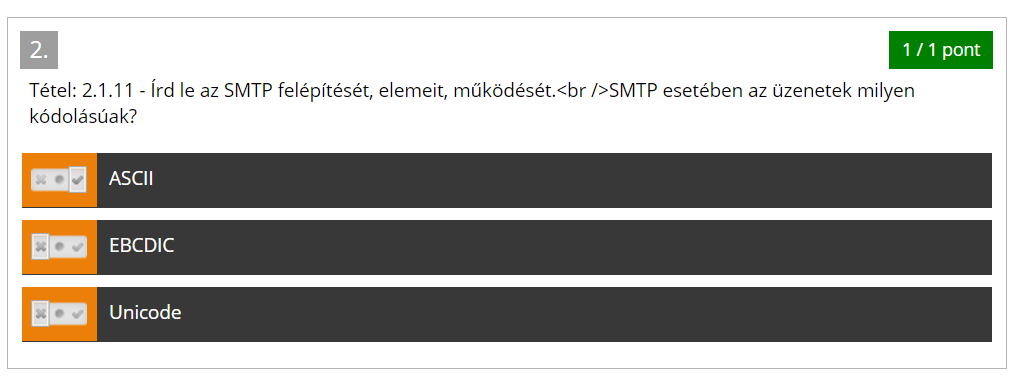 2.
1 / 1 pont
Tétel: 2.1.11 - Írd le az SMTP felépítését, elemeit, működését.<br />SMTP esetében az üzenetek milyen
kódolásúak?
ASCII
EBCDIC
Unicode